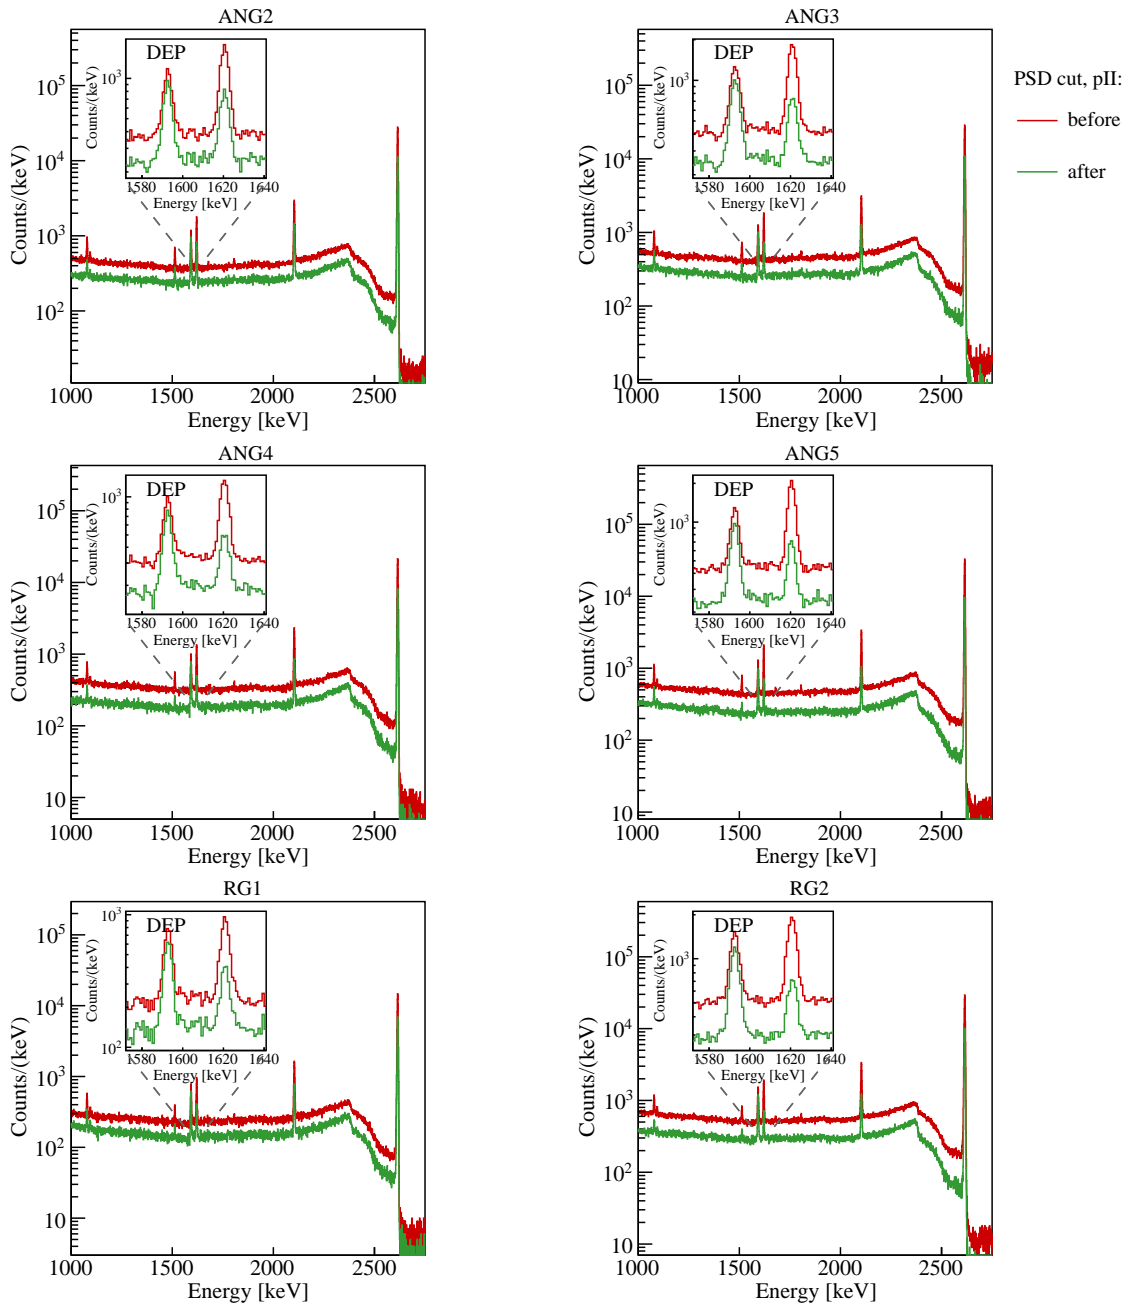 ANG2
DEP
10^3
Counts/(keV)
1580 1600 1620 1640
Energy [keV]
10^5
10^4
10^3
10^2
Counts/(keV)
1000 1500 2000 2500
Energy [keV]
ANG3
DEP
10^3
Counts/(keV)
1580 1600 1620 1640
Energy [keV]
10^5
10^4
10^3
10^2
10
Counts/(keV)
1000 1500 2000 2500
Energy [keV]
PSD cut, pII:
before
after
ANG4
DEP
10^3
Counts/(keV)
1580 1600 1620 1640
Energy [keV]
10^5
10^4
10^3
10^2
10
Counts/(keV)
1000 1500 2000 2500
Energy [keV]
ANG5
DEP
10^3
Counts/(keV)
1580 1600 1620 1640
Energy [keV]
10^5
10^4
10^3
10^2
10
Counts/(keV)
1000 1500 2000 2500
Energy [keV]
RG1
DEP
10^3
10^2
Counts/(keV)
1580 1600 1620 1640
Energy [keV]
10^5
10^4
10^3
10^2
10
Counts/(keV)
1000 1500 2000 2500
Energy [keV]
RG2
DEP
10^3
Counts/(keV)
1580 1600 1620 1640
Energy [keV]
10^5
10^4
10^3
10^2
10
Counts/(keV)
1000 1500 2000 2500
Energy [keV]